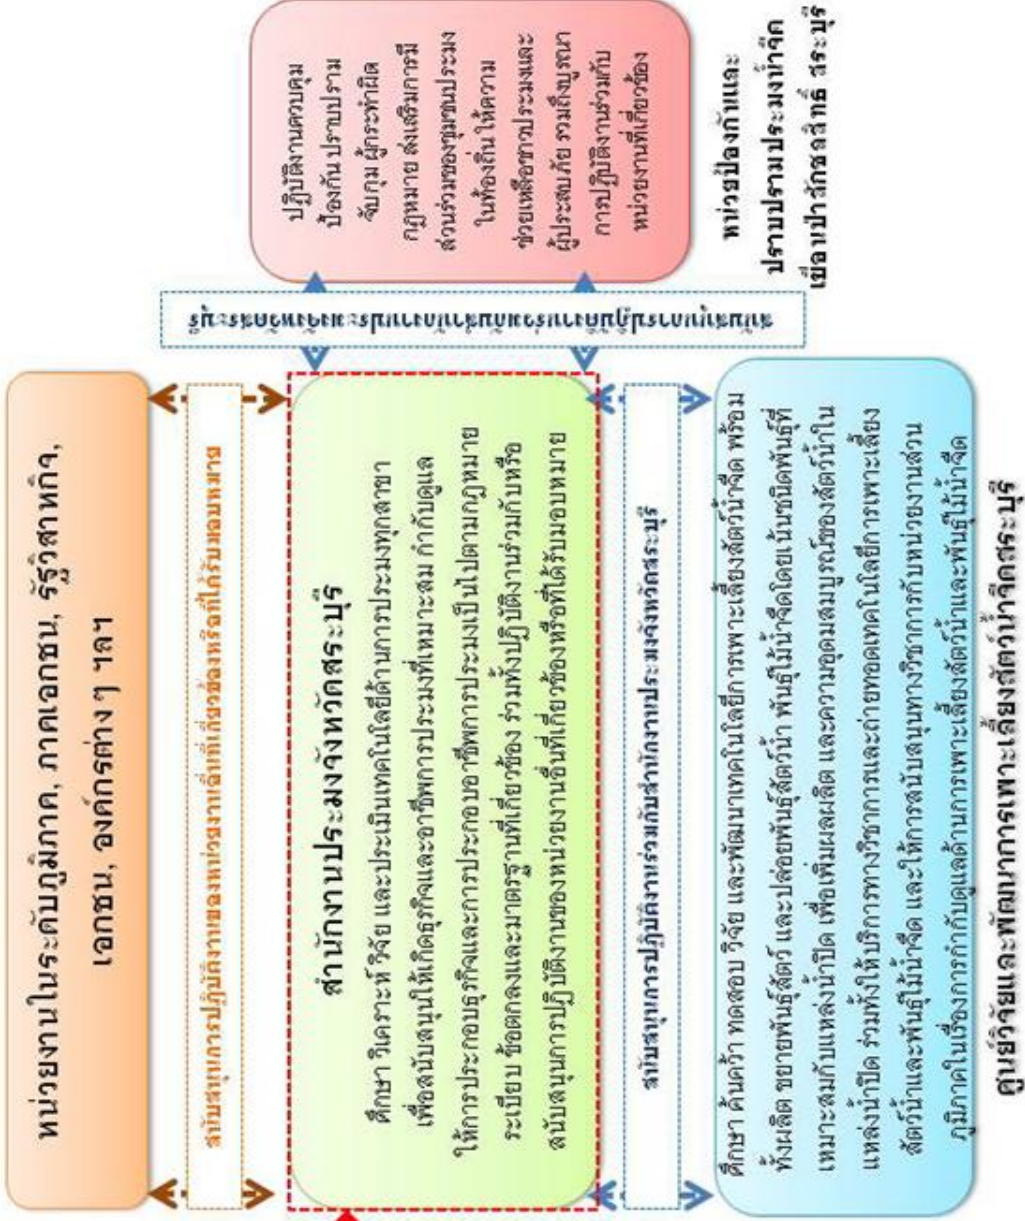 หน่วยงานในระดับภูมิภาค, ภาคเอกชน, รัฐวิสาหกิจ,
เอกชน, องค์กรต่าง ๆ ฯลฯ
สนับสนุนการปฏิบัติงานของหน่วยงานอื่นที่เกี่ยวข้องหรือที่ได้รับมอบหมาย
สำนักงานประมงจังหวัดสระบุรี
ศึกษา วิเคราะห์ วิจัย และประเมินเทคโนโลยีด้านการประมงทุกสาขา
เพื่อสนับสนุนให้เกิดธุรกิจและอาชีพการประมงที่เหมาะสม กำกับดูแล
ให้การประกอบธุรกิจและการประกอบอาชีพการประมงเป็นไปตามกฎหมาย
ระเบียบ ข้อตกลงและมาตรฐานที่เกี่ยวข้อง รวมทั้งปฏิบัติงานร่วมกับหรือ
สนับสนุนการปฏิบัติงานของหน่วยงานอื่นที่เกี่ยวข้องหรือที่ได้รับมอบหมาย
สนับสนุนการปฏิบัติงานร่วมกับสำนักงานประมงจังหวัดสระบุรี
ปฏิบัติงานควบคุม
ป้องกัน ปราบปราม
จับกุม ผู้กระทำผิด
กฎหมาย ส่งเสริมการมี
ส่วนร่วมของชุมชนประมง
ในท้องถิ่น ให้ความ
ช่วยเหลือชาวประมงและ
ผู้ประสบภัย รวมถึงบูรณา
การปฏิบัติงานร่วมกับ
หน่วยงานที่เกี่ยวข้อง
หน่วยป้องกันและ
ปราบปรามประมงน้ำจืด
เขื่อนป่าสักชลสิทธิ์ สระบุรี
สนับสนุนการปฏิบัติงานร่วมกับสำนักงานประมงจังหวัดสระบุรี
ศึกษา ค้นคว้า ทดสอบ วิจัย และพัฒนาเทคโนโลยีการเพาะเลี้ยงสัตว์น้ำจืด พร้อม
ทั้งผลิต ขยายพันธุ์สัตว์ และปล่อยพันธุ์สัตว์น้ำ พันธุ์ไม้น้ำจืดโดยเน้นชนิดพันธุ์ที่
เหมาะสมกับแหล่งน้ำปิด เพื่อเพิ่มผลผลิต และความอุดมสมบูรณ์ของสัตว์น้ำใน
แหล่งน้ำปิด รวมทั้งให้บริการทางวิชาการและถ่ายทอดเทคโนโลยีการเพาะเลี้ยง
สัตว์น้ำและพันธุ์ไม้น้ำจืด และให้การสนับสนุนทางวิชาการกับหน่วยงานส่วน
ภูมิภาคในเรื่องการกำกับดูแลด้านการเพาะเลี้ยงสัตว์น้ำและพันธุ์ไม้น้ำจืด
ศูนย์วิจัยและพัฒนาการเพาะเลี้ยงสัตว์น้ำจืดสระบุรี